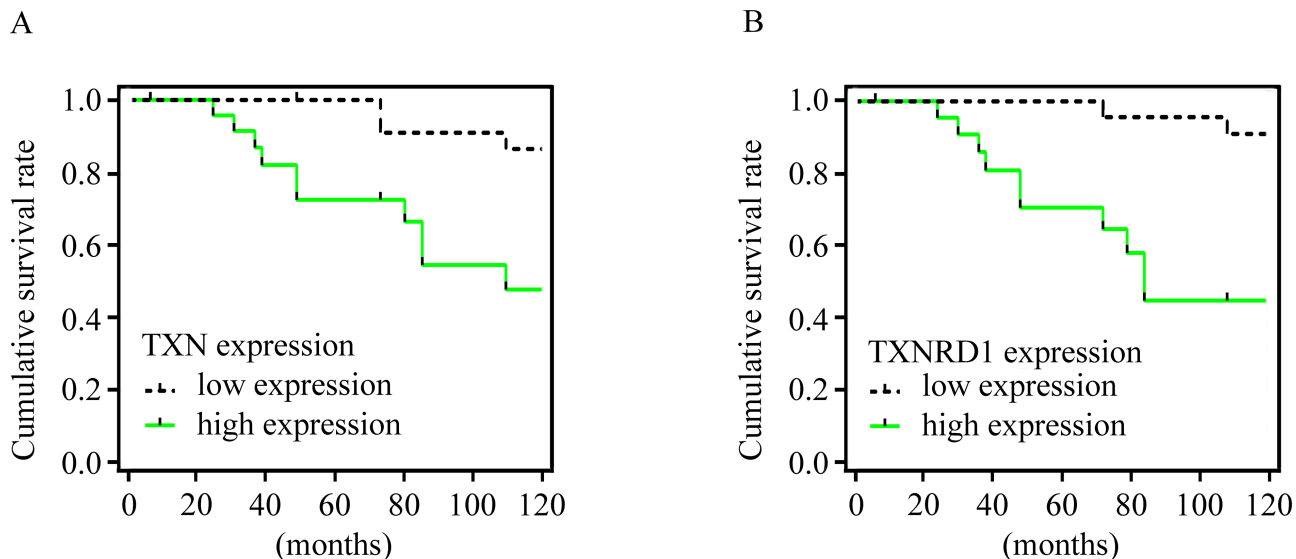 A
Cumulative survival rate
1.0
0.8
0.6
0.4
0.2
0.0
TXN expression
low expression
high expression
0 20 40 60 80 100 120
(months)
B
Cumulative survival rate
1.0
0.8
0.6
0.4
0.2
0.0
TXNRD1 expression
low expression
high expression
0 20 40 60 80 100 120
(months)